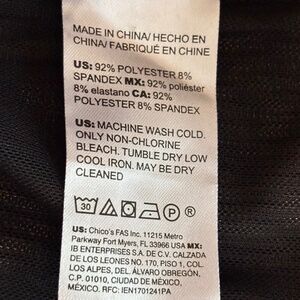 MADE IN CHINA/ HECHO EN
CHINA/ FABRIQUÉ EN CHINE
US: 92% POLYESTER 8%
SPANDEX MX: 92% poliéster
8% elastano CA: 92%
POLYESTER 8% SPANDEX
US: MACHINE WASH COLD.
ONLY NON-CHLORINE
BLEACH. TUMBLE DRY LOW
COOL IRON. MAY BE DRY
CLEANED
30 P ®
US: Chico's FAS Inc. 11215 Metro
Parkway Fort Myers, FL 33966 USA MX:
IB ENTERPRISES S.A. DE C.V. CALZADA
DE LOS LEONES NO. 170, PISO 1, COL.
LOS ALPES, DEL. ÁLVARO OBREGÓN,
C.P. 01010, CIUDAD DE MÉXICO,
MÉXICO. RFC: IEN1701241PA